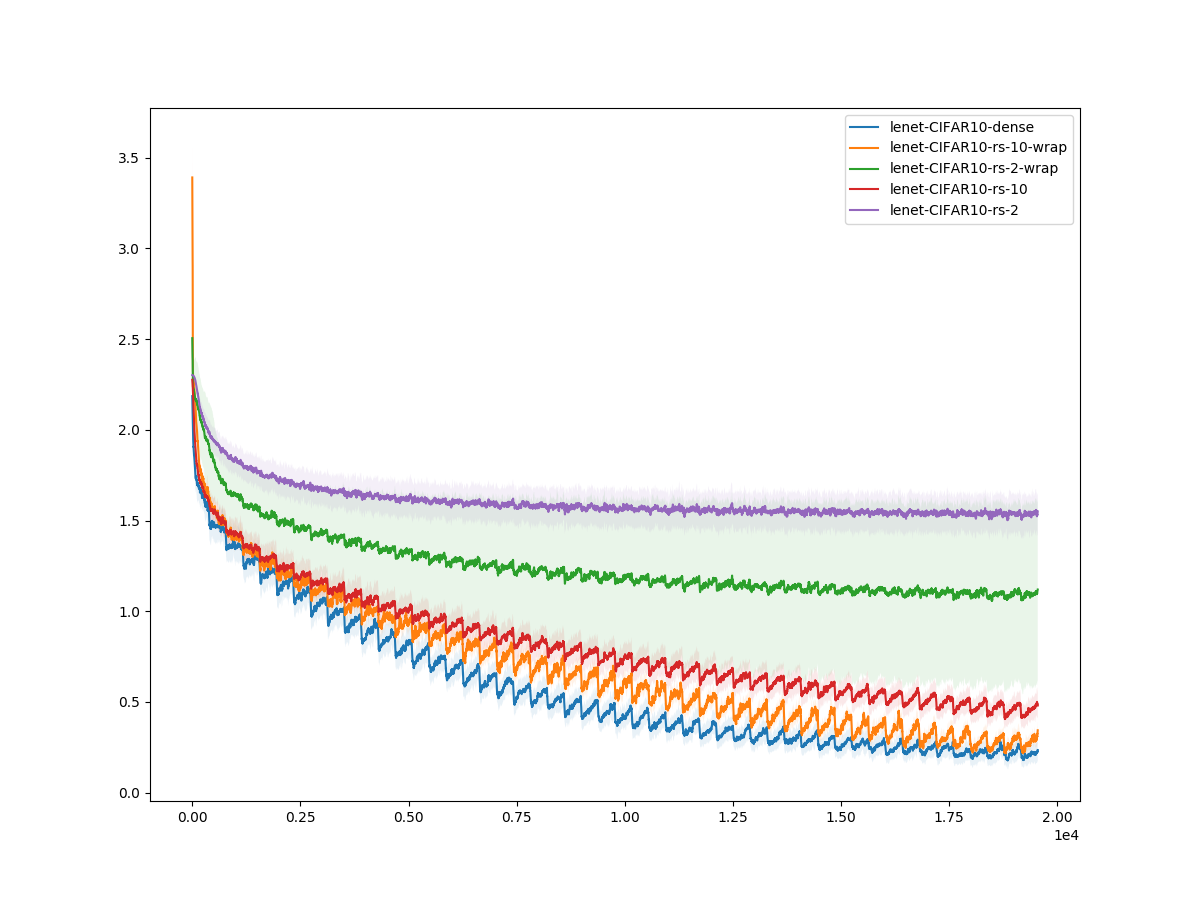 lenet-CIFAR10-dense
lenet-CIFAR10-rs-10-wrap
lenet-CIFAR10-rs-2-wrap
lenet-CIFAR10-rs-10
lenet-CIFAR10-rs-2
3.5
3.0
2.5
2.0
1.5
1.0
0.5
0.0
0.00 0.25 0.50 0.75 1.00 1.25 1.50 1.75 2.00
1e4